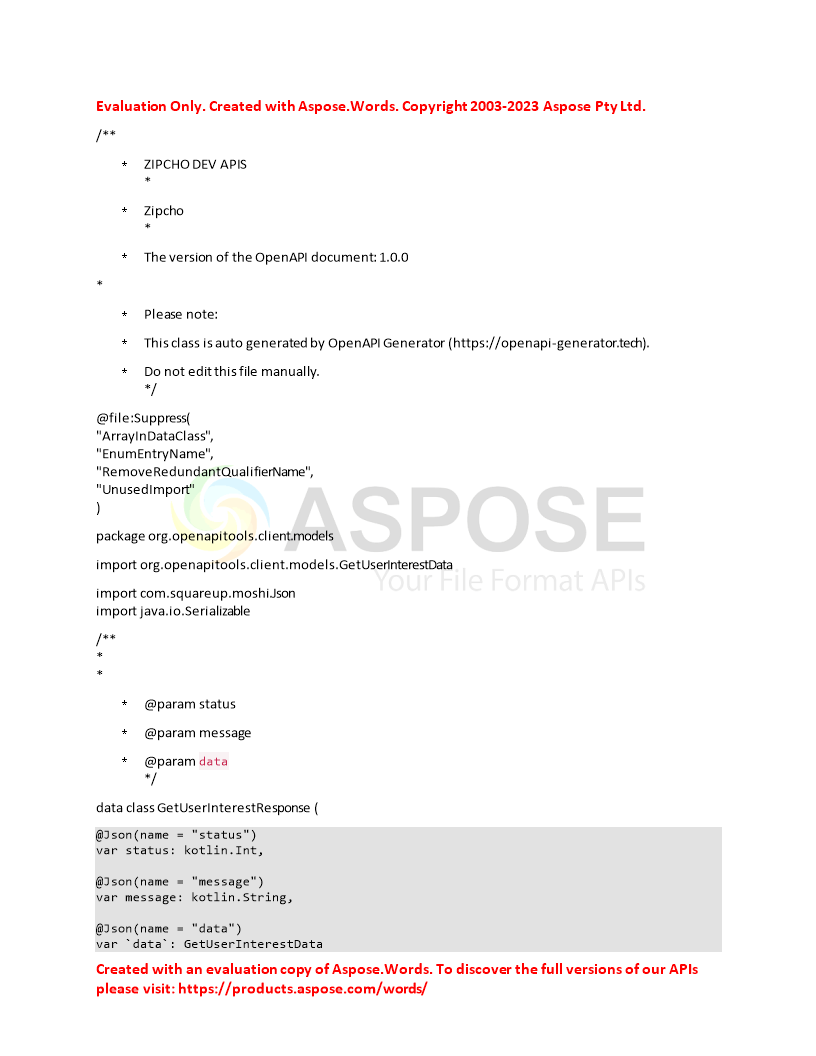 Evaluation Only. Created with Aspose.Words. Copyright 2003-2023 Aspose Pty Ltd.
/**
* ZIPCHO DEV APIS
*
* Zipcho
*
* The version of the OpenAPI document: 1.0.0
*
* Please note:
* This class is auto generated by OpenAPI Generator (https://openapi-generator.tech).
* Do not edit this file manually.
*/
@file:Suppress(
"ArrayInDataClass",
"EnumEntryName",
"RemoveRedundantQualifierName",
"UnusedImport"
)
ASPOSE
Your File Format APIs
package org.openapitools.client.models
import org.openapitools.client.models.GetUserInterestData
import com.squareup.moshi.Json
import java.io.Serializable
/**
*
*
* @param status
* @param message
* @param data
*/
data class GetUserInterestResponse (
@Json(name = "status")
var status: kotlin.Int,
@Json(name = "message")
var message: kotlin.String,
@Json(name = "data")
var `data`: GetUserInterestData
Created with an evaluation copy of Aspose.Words. To discover the full versions of our APIs
please visit: https://products.aspose.com/words/